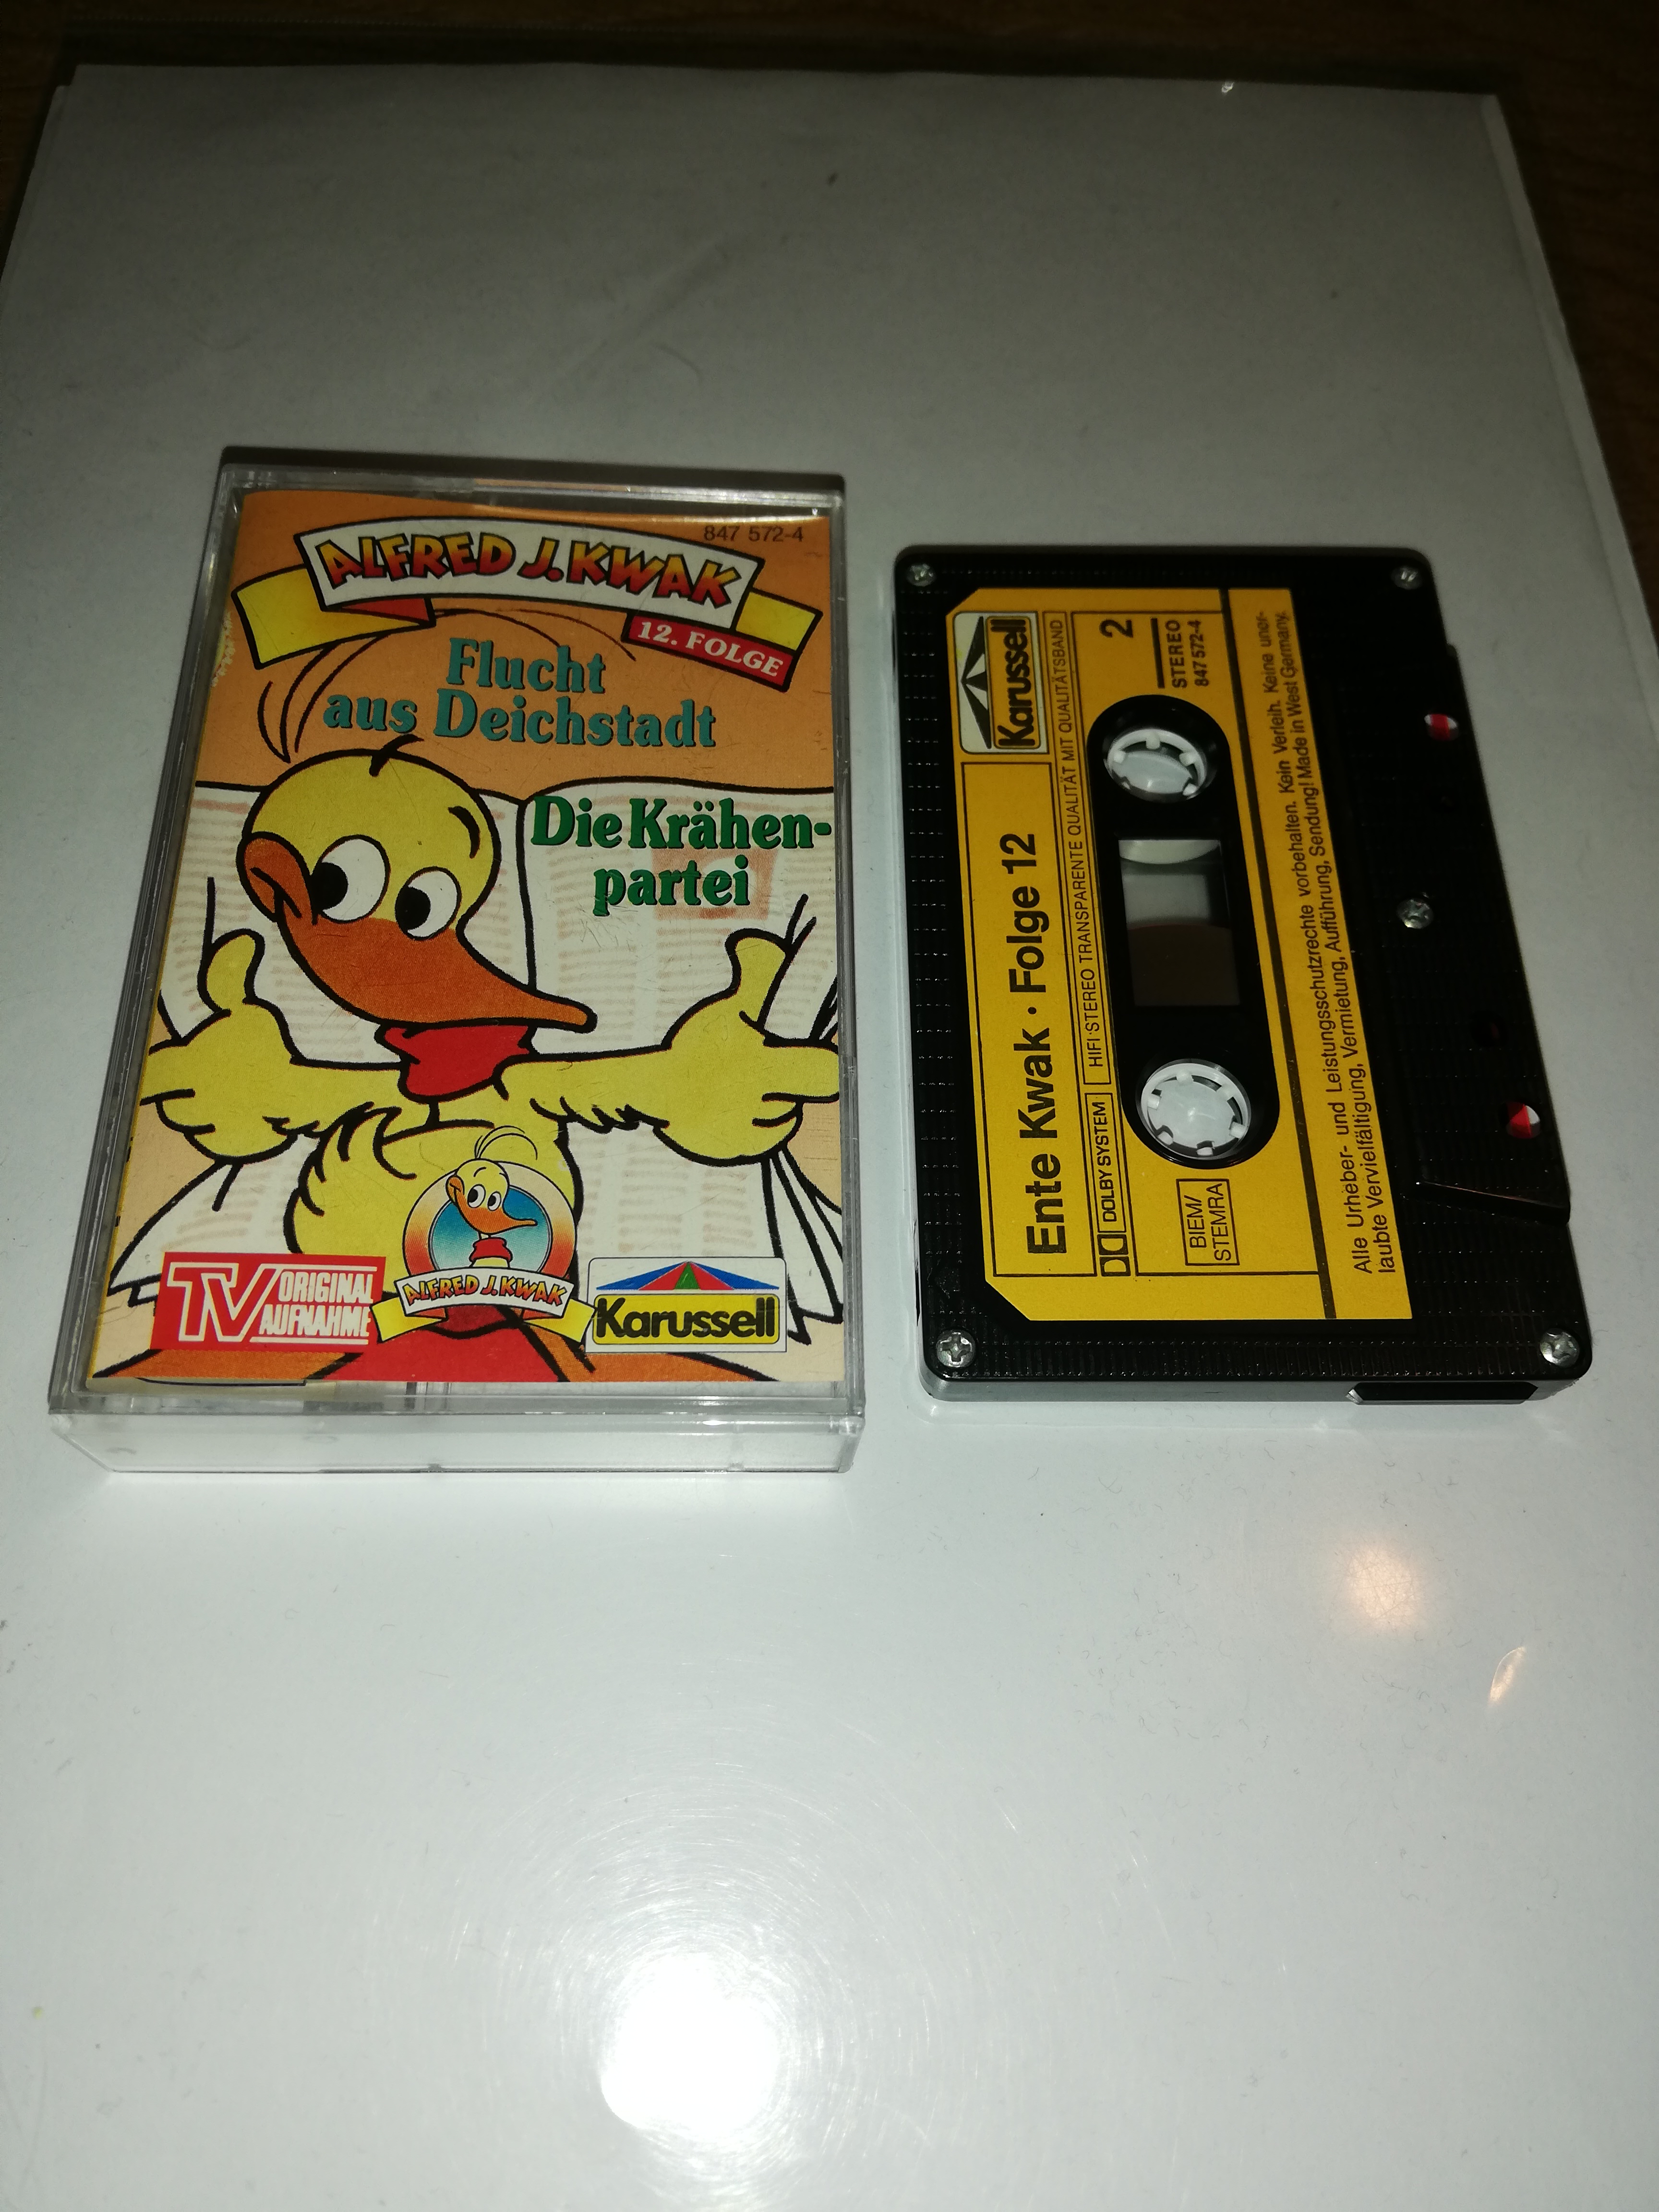 847 572-4
ALFRED J. KWAK
12. FOLGE
Flucht
aus Deichstadt
Die Krähen-
partei
TV ORIGINAL
AUFNAHME
ALFRED J. KWAK
Karussell
Karussell
Ente Kwak · Folge 12
DOLBY SYSTEM
HIFI-STEREO TRANSPARENTE QUALITÄT MIT QUALITÄTSBAND
2
STEREO
847 572-4
BIEM/
STEMRA
Alle Urheber- und Leistungsschutzrechte vorbehalten. Kein Verleih. Keine uner-
laubte Vervielfältigung, Vermietung, Aufführung, Sendung! Made in West Germany.